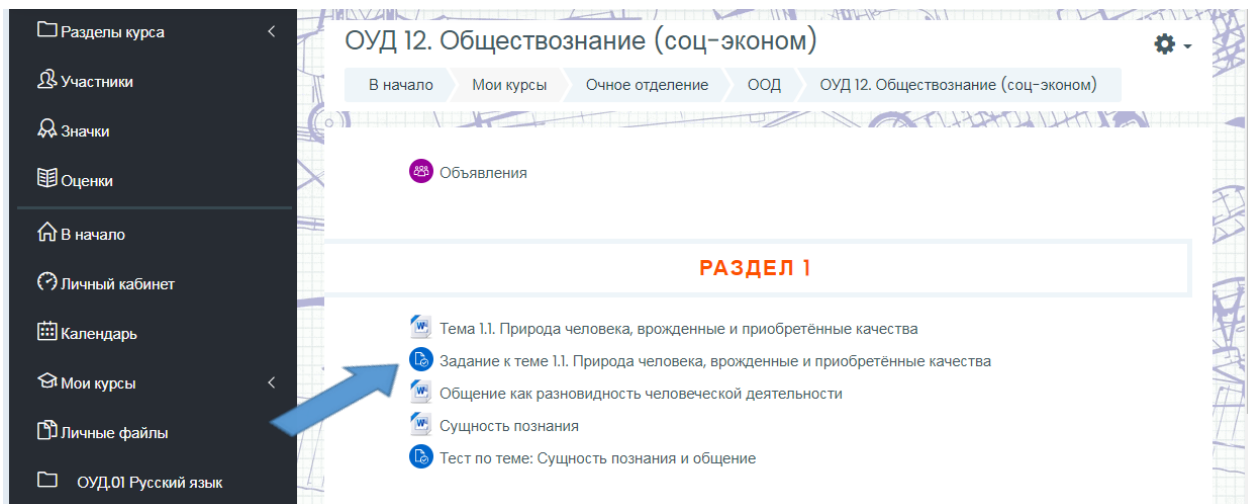 Разделы курса
Участники
Значки
Оценки
В начало
Личный кабинет
Календарь
Мои курсы
Личные файлы
ОУД.01 Русский язык
ОУД 12. Обществознание (соц-эконом)
В начало Мои курсы Очное отделение ООД ОУД 12. Обществознание (соц-эконом)
Объявления
РАЗДЕЛ 1
Тема 1.1. Природа человека, врожденные и приобретённые качества
Задание к теме 1.1. Природа человека, врожденные и приобретённые качества
Общение как разновидность человеческой деятельности
Сущность познания
Тест по теме: Сущность познания и общение